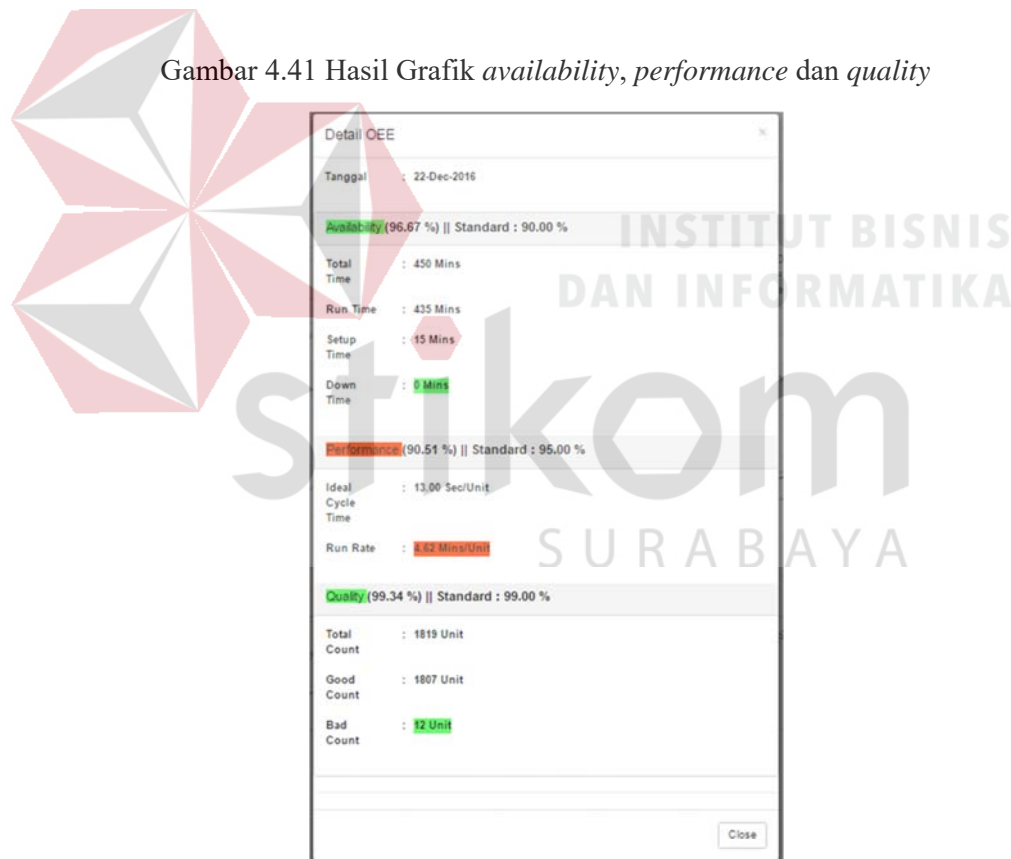 Gambar 4.41 Hasil Grafik availability, performance dan quality
Detail OEE ×
Tanggal : 22-Dec-2016
Availability (96.67 %) || Standard : 90.00 %
Total : 450 Mins
Time
Run Time : 435 Mins
Setup : 15 Mins
Time
Down : 0 Mins
Time
Performance (90.51 %) || Standard : 95.00 %
Ideal : 13.00 Sec/Unit
Cycle
Time
Run Rate : 4.62 Mins/Unit
Quality (99.34 %) || Standard : 99.00 %
Total : 1819 Unit
Count
Good : 1807 Unit
Count
Bad : 12 Unit
Count
Close
INSTITUT BISNIS
DAN INFORMATIKA
stikom
SURABAYA